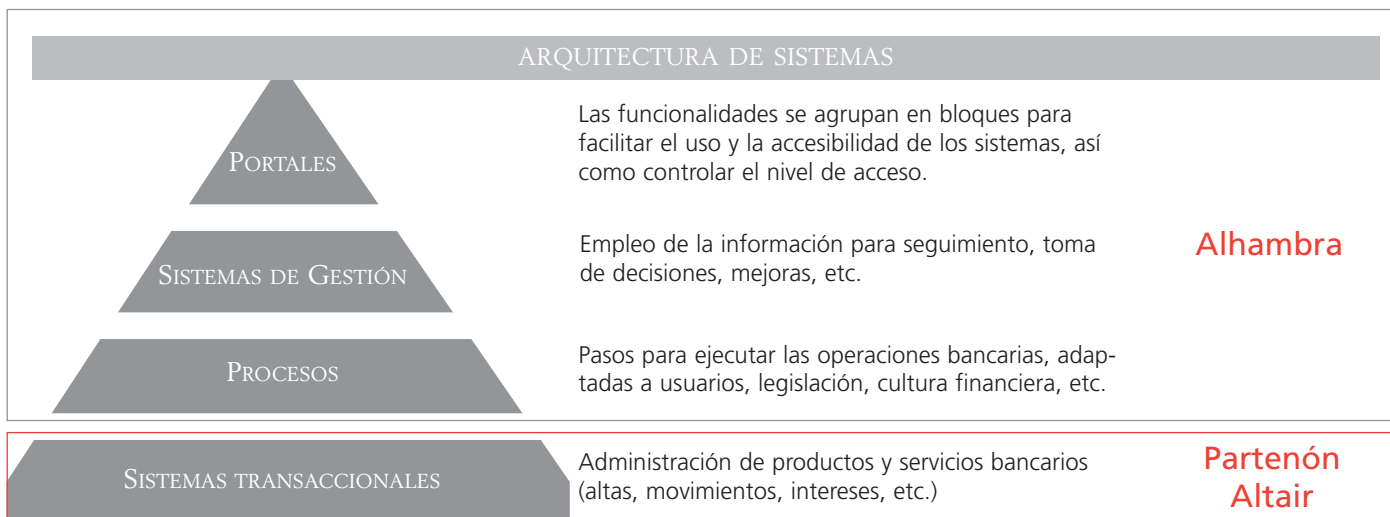 ARQUITECTURA DE SISTEMAS
PORTALES
Las funcionalidades se agrupan en bloques para
facilitar el uso y la accesibilidad de los sistemas, así
como controlar el nivel de acceso.
SISTEMAS DE GESTIÓN
Empleo de la información para seguimiento, toma
de decisiones, mejoras, etc.
Alhambra
PROCESOS
Pasos para ejecutar las operaciones bancarias, adap-
tadas a usuarios, legislación, cultura financiera, etc.
SISTEMAS TRANSACCIONALES
Administración de productos y servicios bancarios
(altas, movimientos, intereses, etc.)
Partenón
Altair